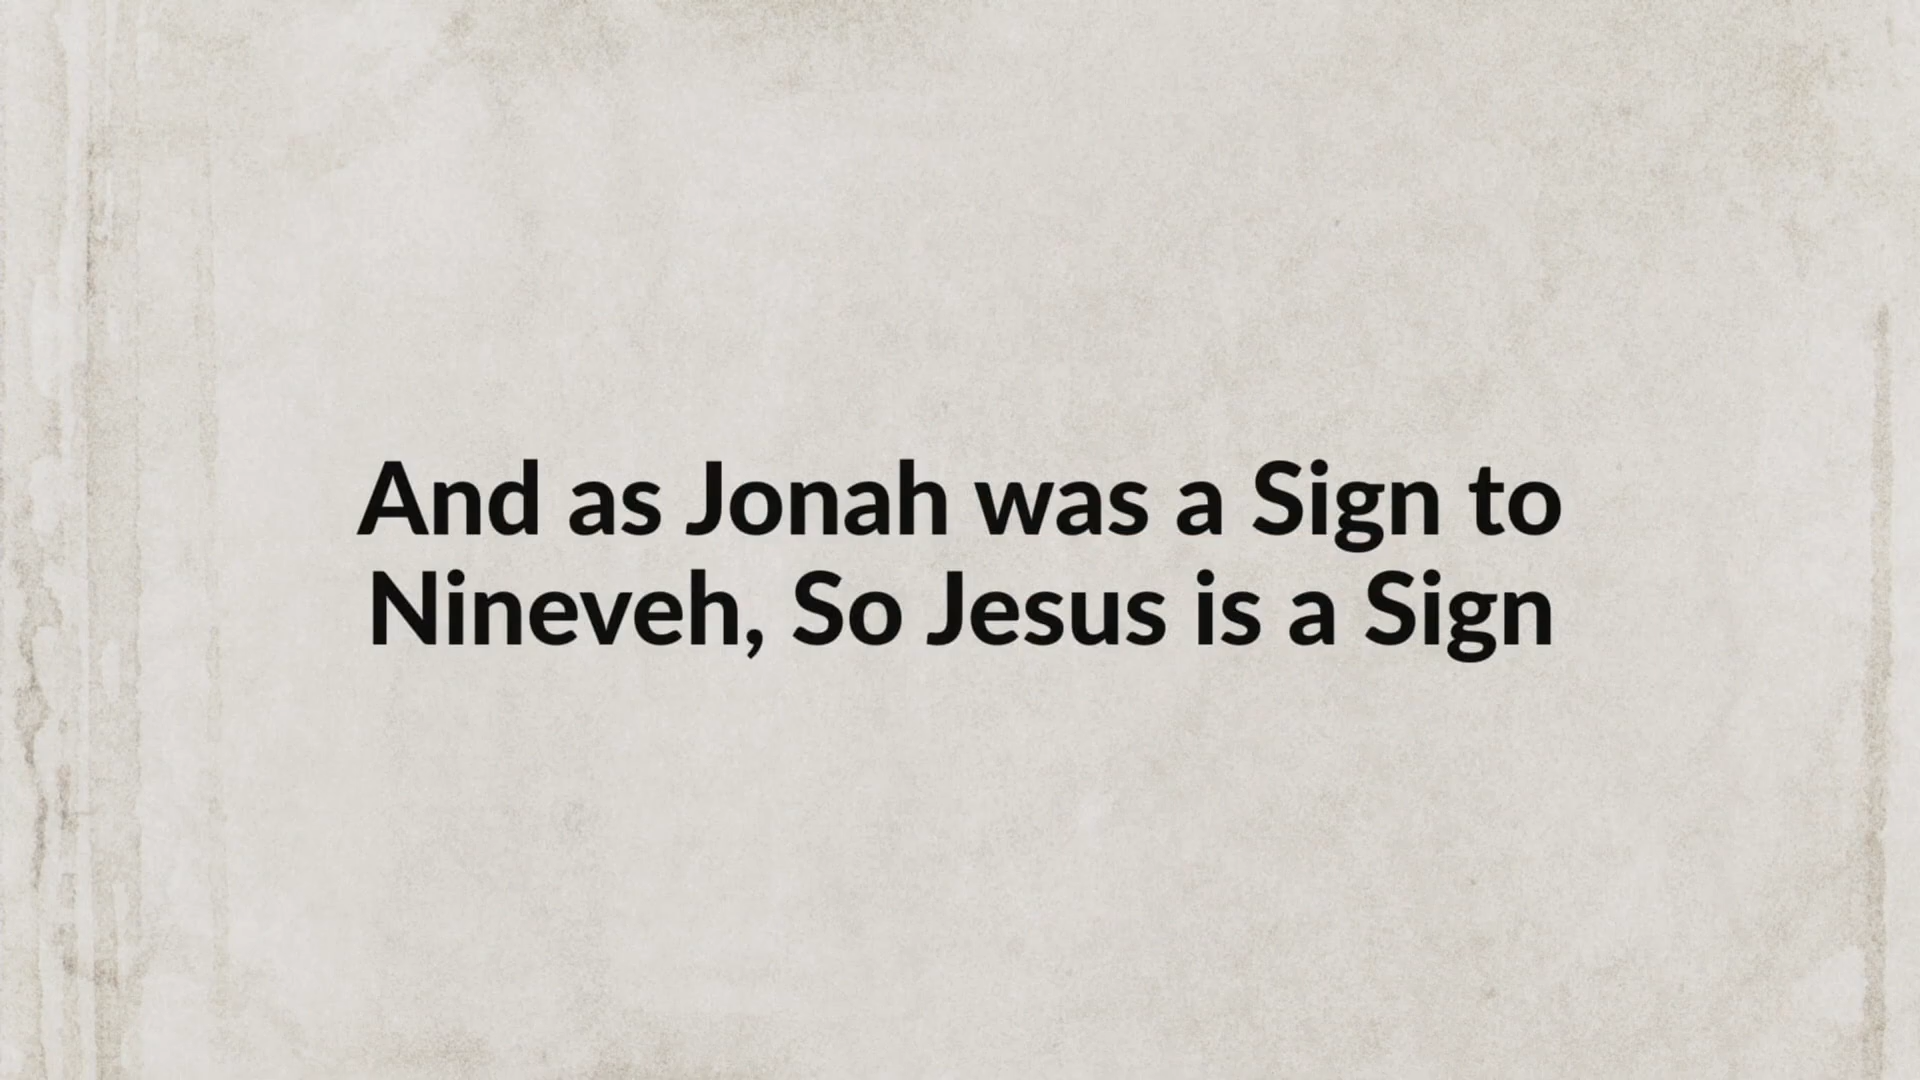 And as Jonah was a Sign to
Nineveh, So Jesus is a Sign